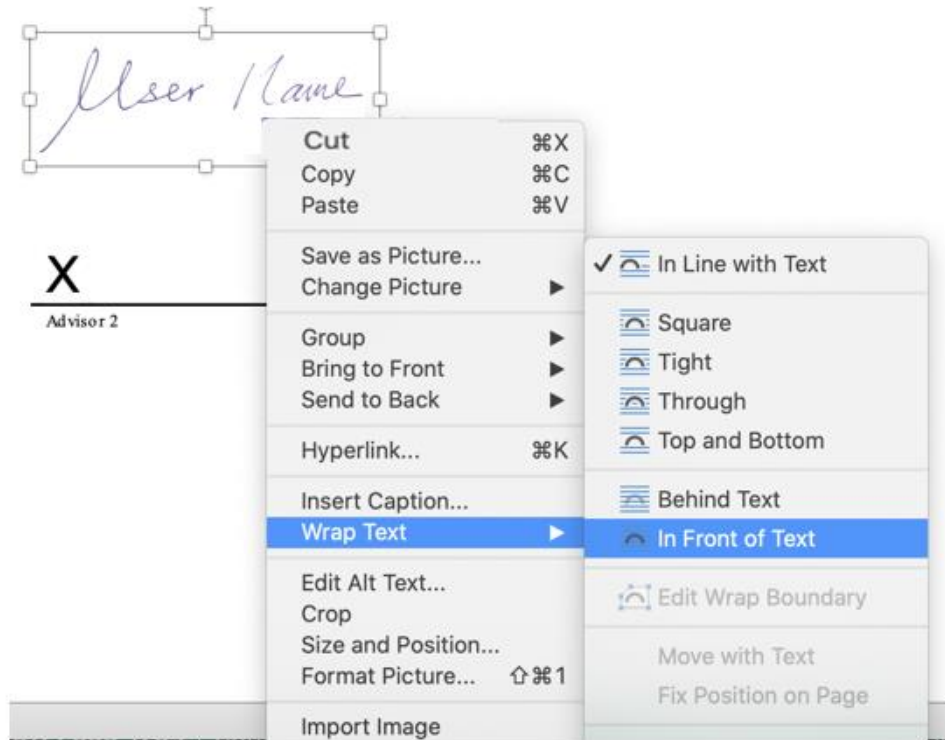 User Name
Cut ⌘X
Copy ⌘C
Paste ⌘V
Save as Picture...
Change Picture ▶
Group ▶
Bring to Front ▶
Send to Back ▶
Hyperlink... ⌘K
Insert Caption...
Wrap Text ▶
Edit Alt Text...
Crop
Size and Position...
Format Picture... ⇧⌘1
Import Image
X
Advisor 2
✓ In Line with Text
Square
Tight
Through
Top and Bottom
Behind Text
In Front of Text
Edit Wrap Boundary
Move with Text
Fix Position on Page